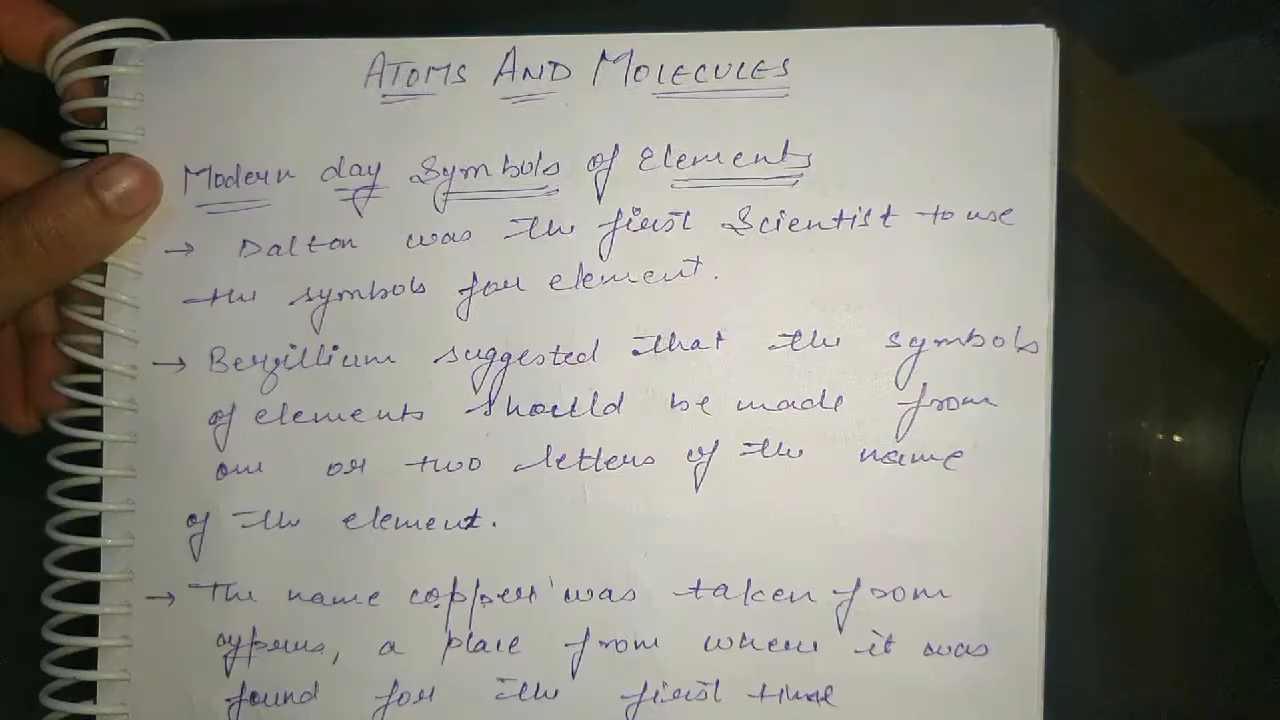 ATOMS AND MOLECULES
Modern day Symbols of Elements
→ Dalton was the first Scientist to use
the symbols for element.
→ Berzillium suggested that the symbols
of elements should be made from
one or two letters of the name
of the element.
→ The name copper' was taken from
cyprus, a place from where it was
found for the first time